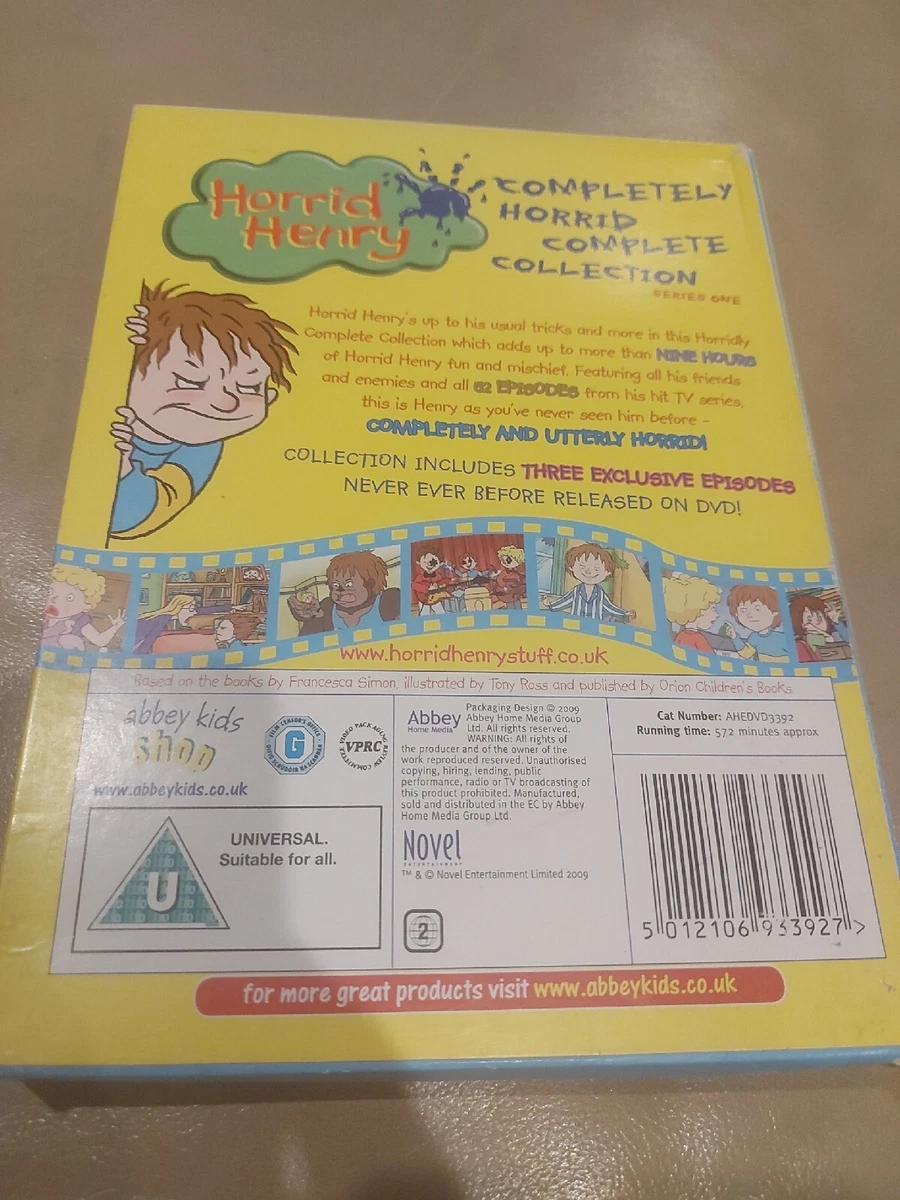 Horrid
Henry
COMPLETELY
HORRID
COMPLETE
COLLECTION
SERIES ONE
Horrid Henry's up to his usual tricks and more in this Horridly
Complete Collection which adds up to more than NINE HOURS
of Horrid Henry fun and mischief. Featuring all his friends
and enemies and all 52 EPISODES from his hit TV series,
this is Henry as you've never seen him before -
COMPLETELY AND UTTERLY HORRID!
COLLECTION INCLUDES THREE EXCLUSIVE EPISODES
NEVER EVER BEFORE RELEASED ON DVD!
www.horridhenrystuff.co.uk
Based on the books by Francesca Simon, illustrated by Tony Ross and published by Orion Children's Books
abbey kids
shop
www.abbeykids.co.uk
FILM CENSOR'S OFFICE
G
VIDEO PACKAGING REVIEW COMMITTEE
VPRC
UNIVERSAL.
Suitable for all.
U
Abbey
Home Media
Packaging Design © 2009
Abbey Home Media Group
Ltd. All rights reserved.
WARNING: All rights of
the producer and of the owner of the
work reproduced reserved. Unauthorised
copying, hiring, lending, public
performance, radio or TV broadcasting of
this product prohibited. Manufactured,
sold and distributed in the EC by Abbey
Home Media Group Ltd.
Novel
ENTERTAINMENT
™ & © Novel Entertainment Limited 2009
2
Cat Number: AHEDVD3392
Running time: 572 minutes approx
5 012106 933927 >
for more great products visit www.abbeykids.co.uk